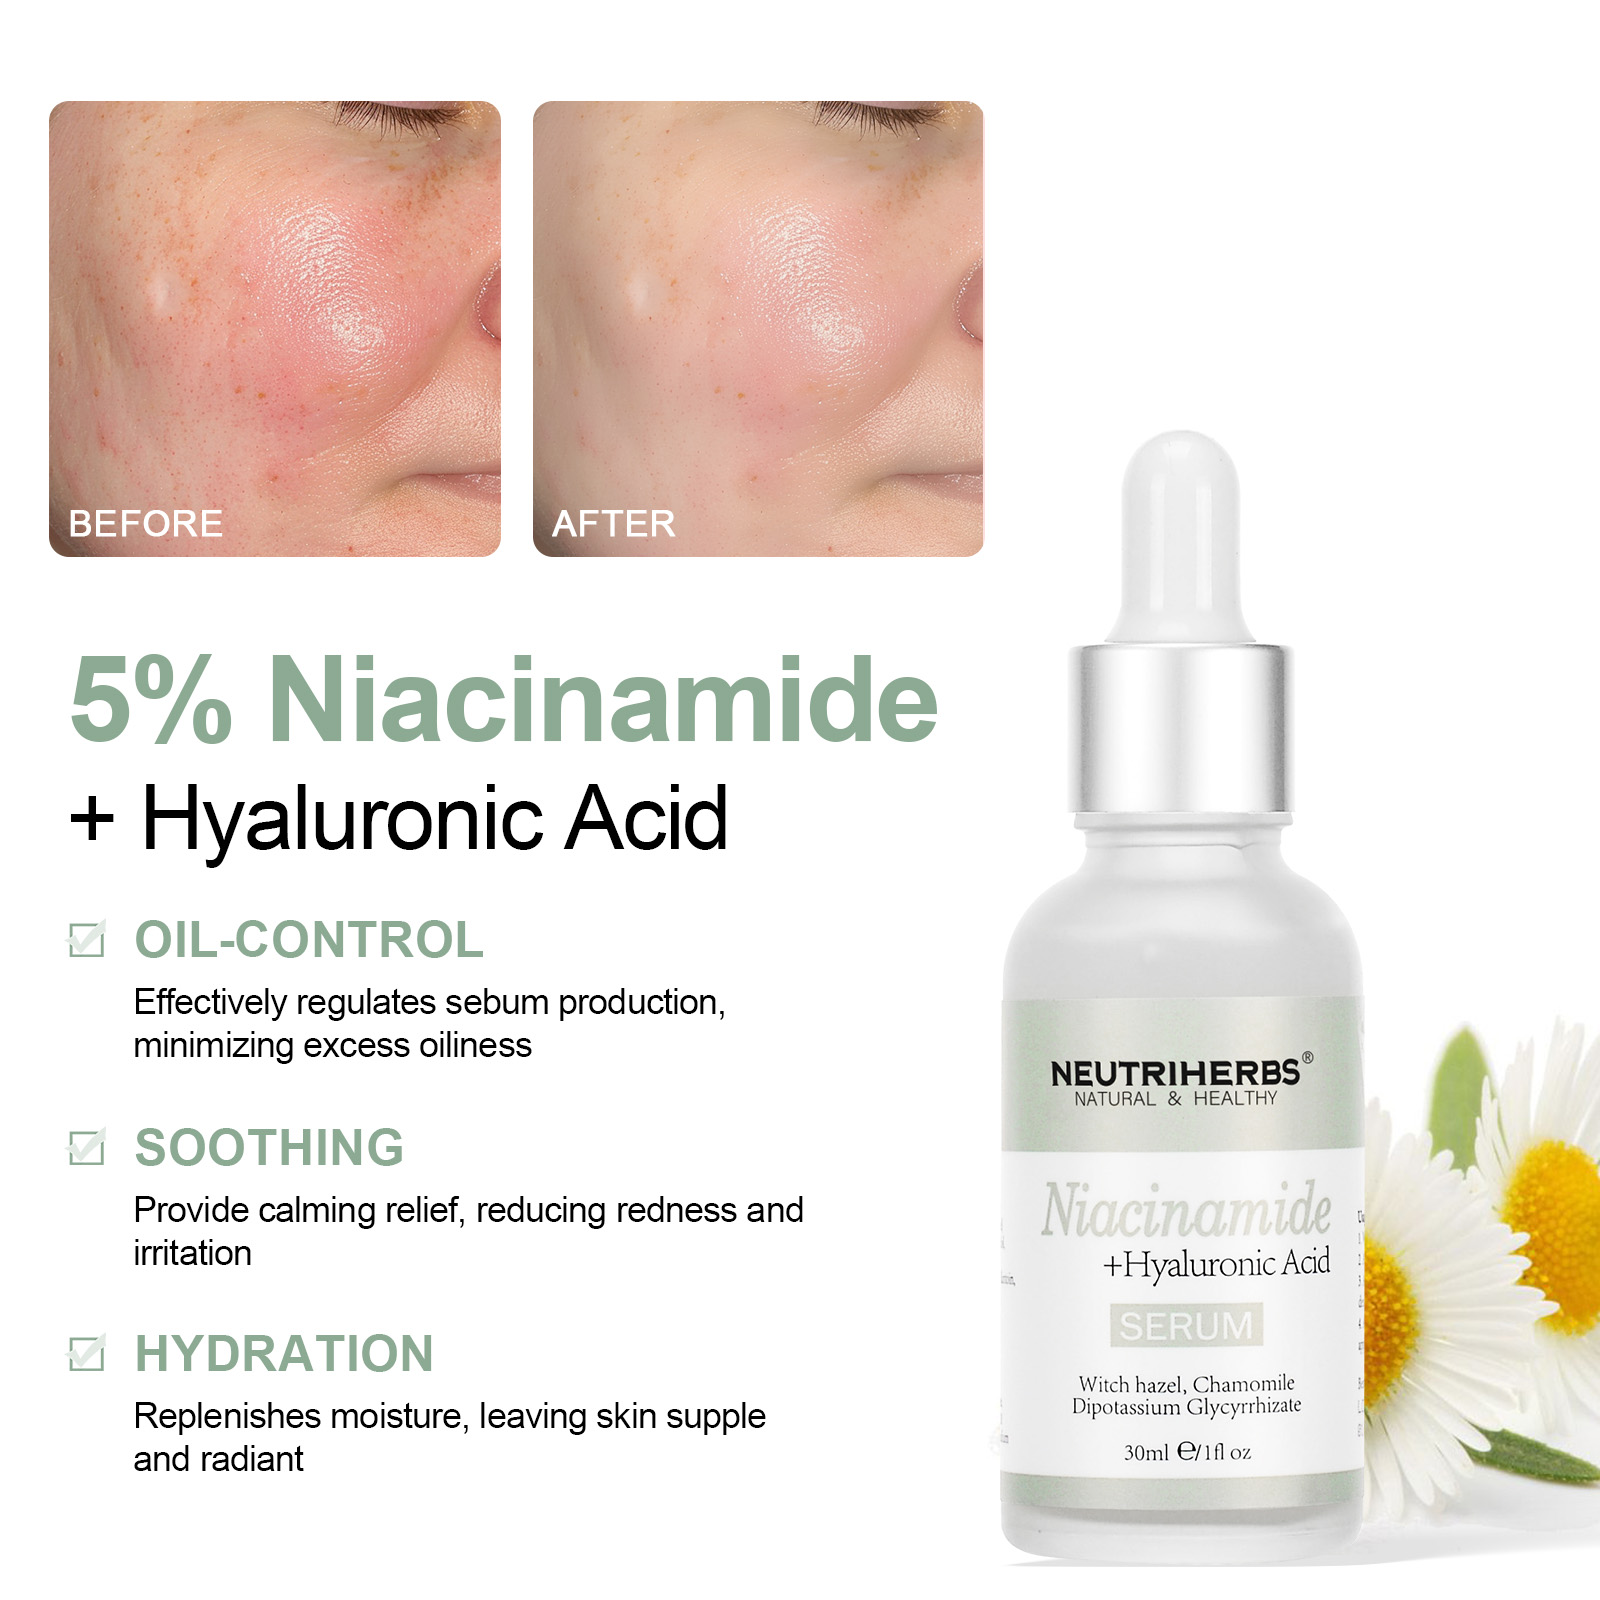 BEFORE
AFTER
5% Niacinamide
+ Hyaluronic Acid
OIL-CONTROL
Effectively regulates sebum production,
minimizing excess oiliness
SOOTHING
Provide calming relief, reducing redness and
irritation
HYDRATION
Replenishes moisture, leaving skin supple
and radiant
NEUTRIHERBS®
NATURAL & HEALTHY
Niacinamide
+Hyaluronic Acid
SERUM
Witch hazel, Chamomile
Dipotassium Glycyrrhizate
30ml ℮/1fl oz